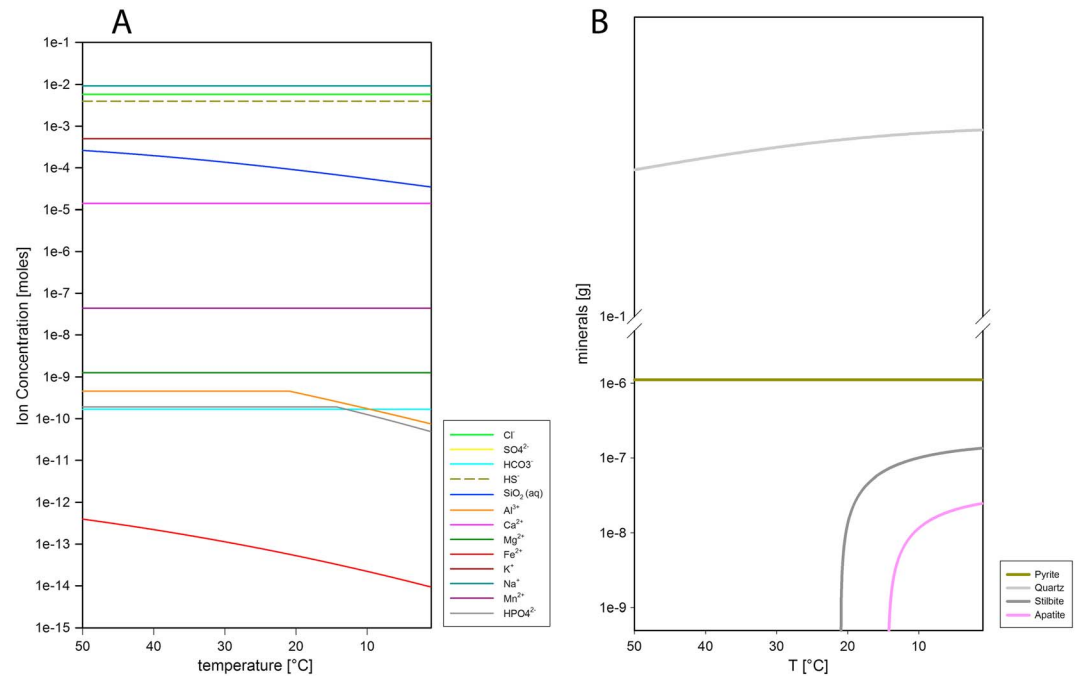 A
Ion Concentration [moles]
1e-1
1e-2
1e-3
1e-4
1e-5
1e-6
1e-7
1e-8
1e-9
1e-10
1e-11
1e-12
1e-13
1e-14
1e-15
50 40 30 20 10
temperature [°C]
Cl⁻
SO4²⁻
HCO3⁻
HS⁻
SiO₂ (aq)
Al³⁺
Ca²⁺
Mg²⁺
Fe²⁺
K⁺
Na⁺
Mn²⁺
HPO4²⁻
B
minerals [g]
1e-1
1e-6
1e-7
1e-8
1e-9
50 40 30 20 10
T [°C]
Pyrite
Quartz
Stilbite
Apatite